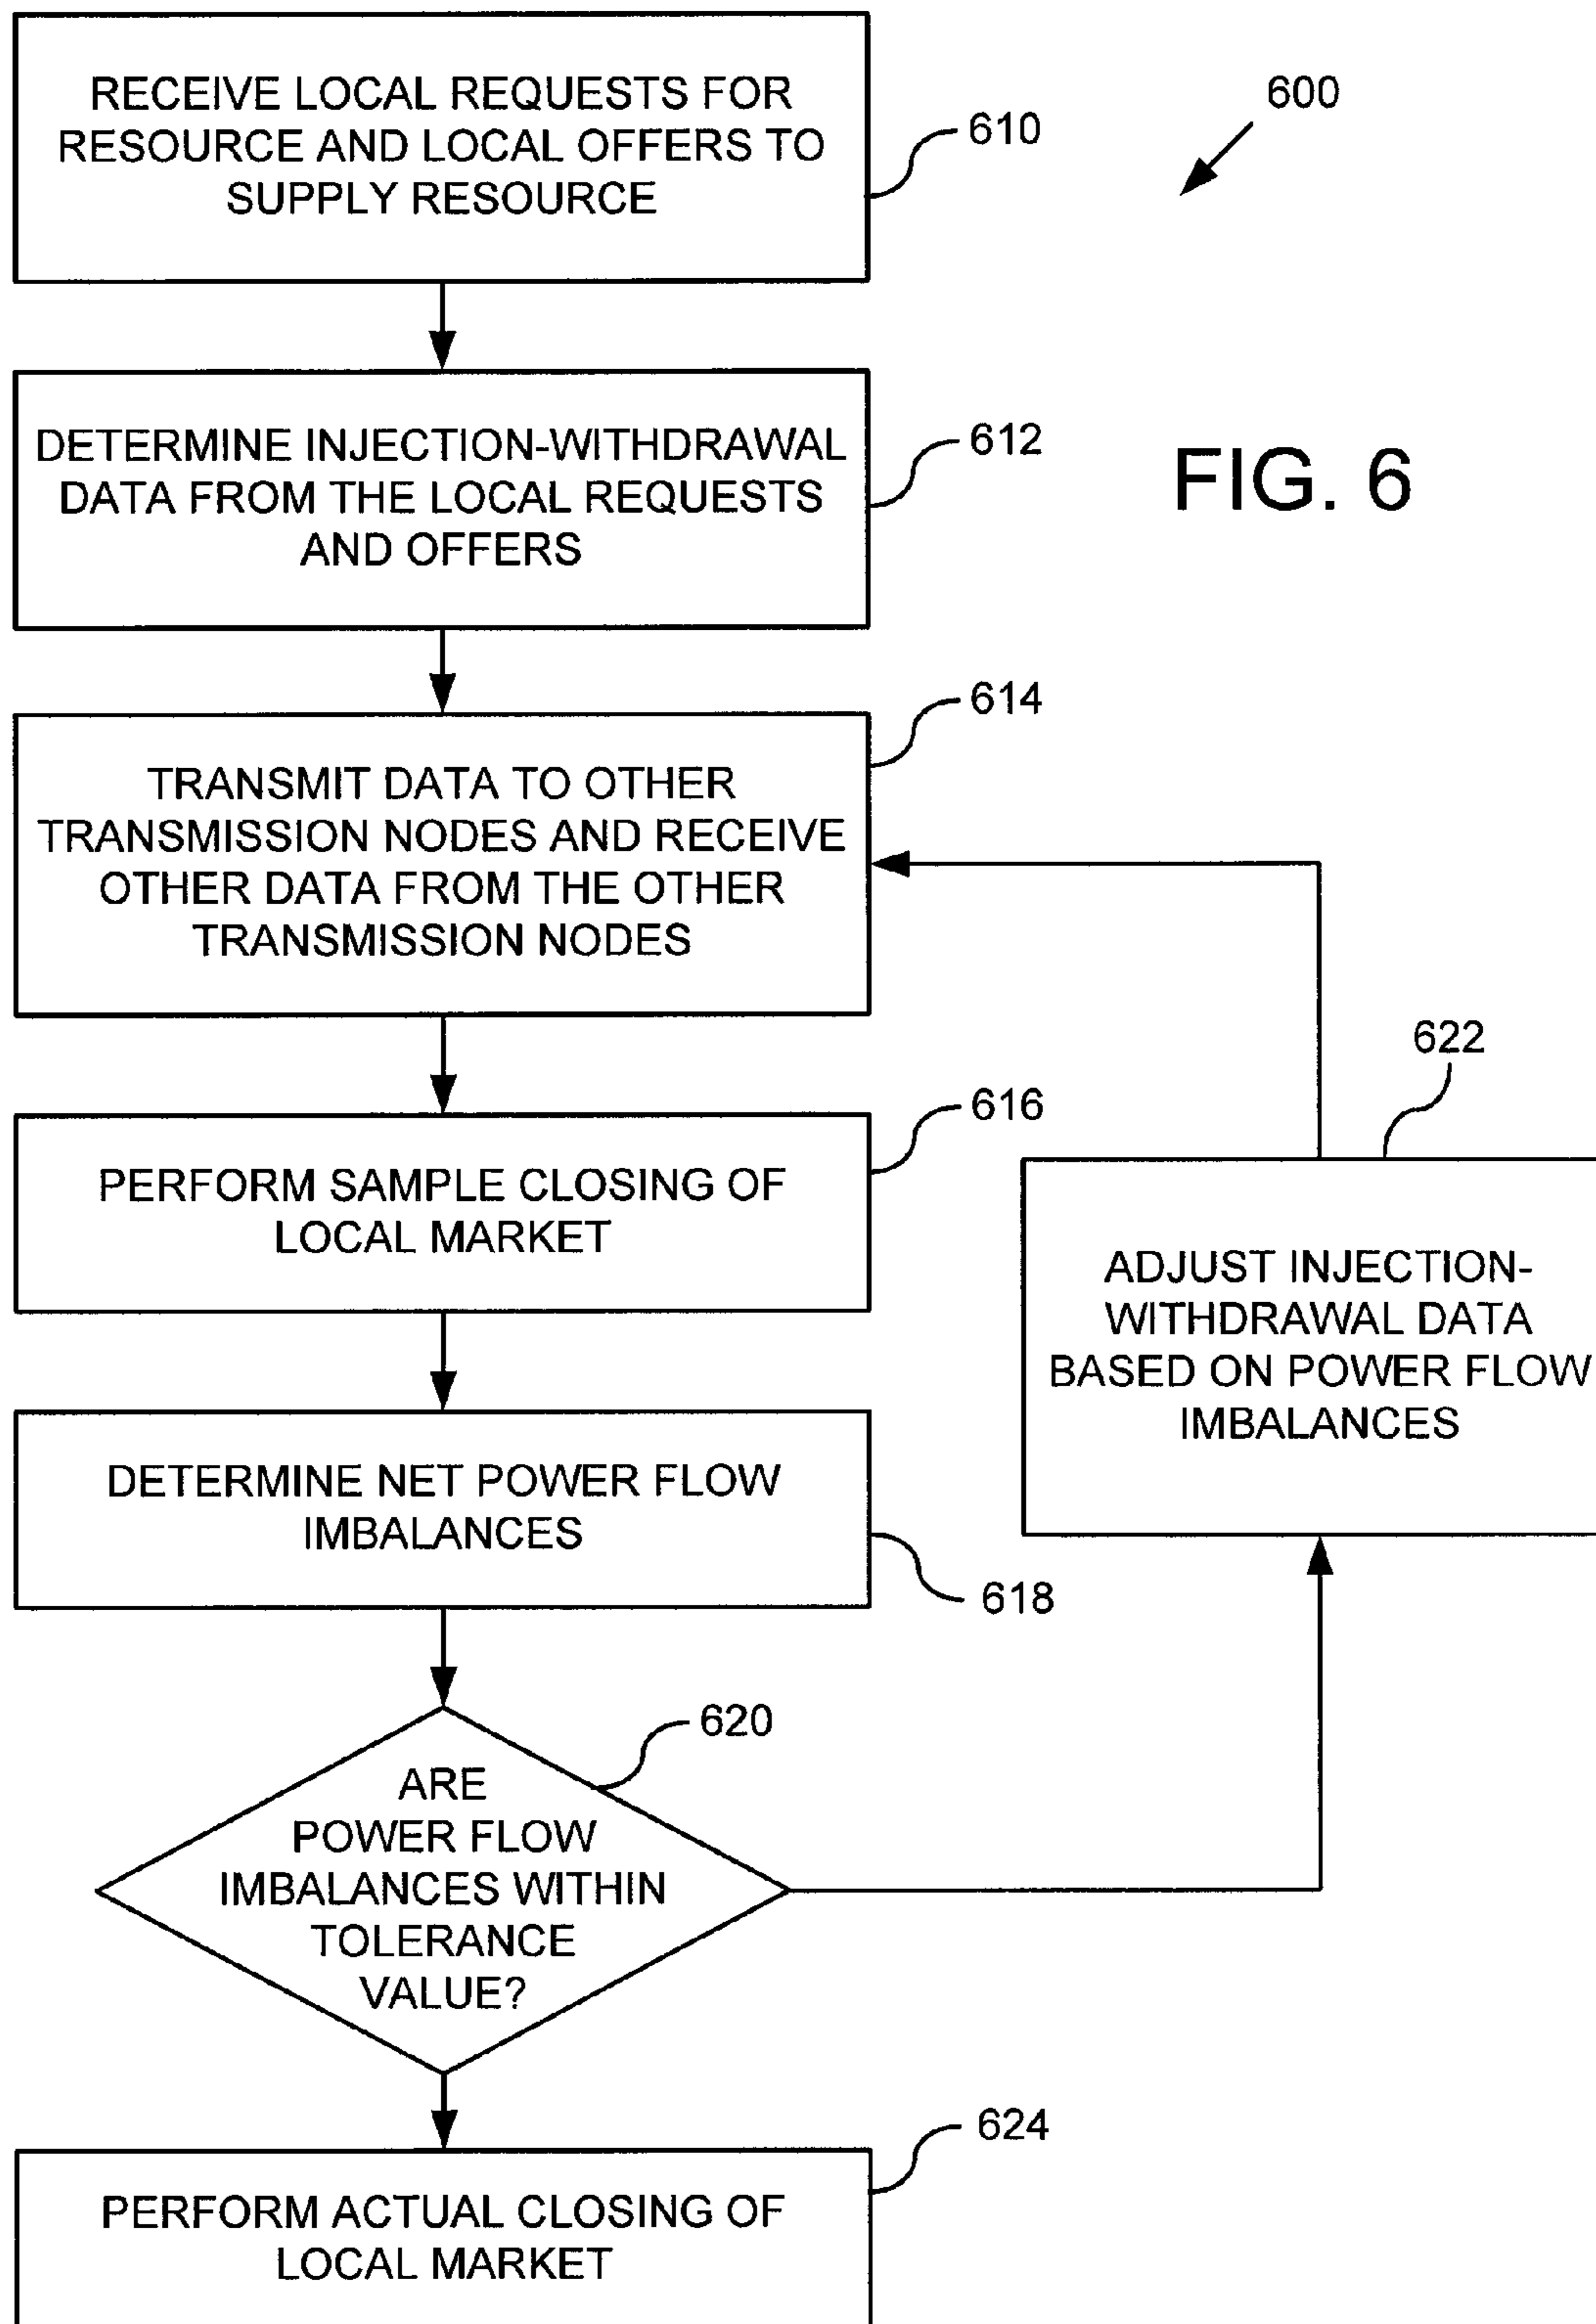 RECEIVE LOCAL REQUESTS FOR
RESOURCE AND LOCAL OFFERS TO
SUPPLY RESOURCE
610
600
DETERMINE INJECTION-WITHDRAWAL
DATA FROM THE LOCAL REQUESTS
AND OFFERS
612
FIG. 6
TRANSMIT DATA TO OTHER
TRANSMISSION NODES AND RECEIVE
OTHER DATA FROM THE OTHER
TRANSMISSION NODES
614
PERFORM SAMPLE CLOSING OF
LOCAL MARKET
616
DETERMINE NET POWER FLOW
IMBALANCES
618
622
ADJUST INJECTION-
WITHDRAWAL DATA
BASED ON POWER FLOW
IMBALANCES
620
ARE
POWER FLOW
IMBALANCES WITHIN
TOLERANCE
VALUE?
624
PERFORM ACTUAL CLOSING OF
LOCAL MARKET